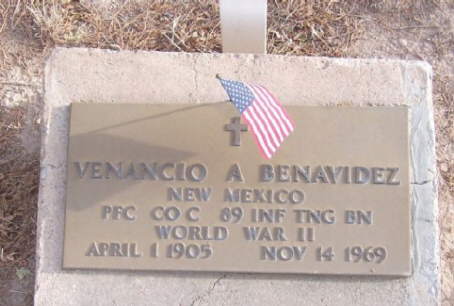 VENANCIO A BENAVIDEZ
NEW MEXICO
PFC CO C 89 INF TNG BN
WORLD WAR II
APRIL 1 1905 NOV 14 1969